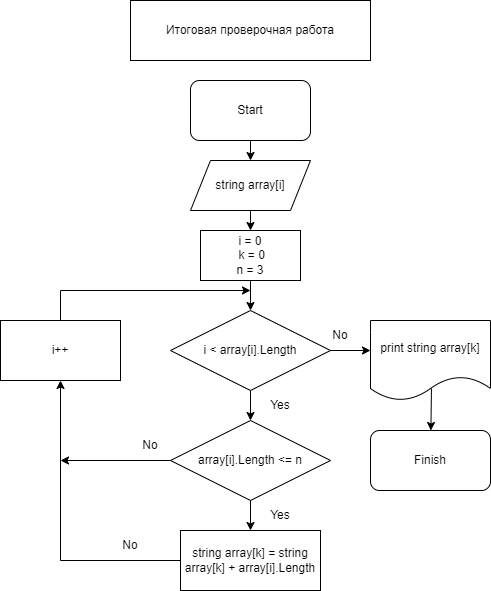 Итоговая проверочная работа
Start
string array[i]
i = 0
k = 0
n = 3
i++
i < array[i].Length
No
print string array[k]
Yes
Finish
No
array[i].Length <= n
Yes
No
string array[k] = string
array[k] + array[i].Length